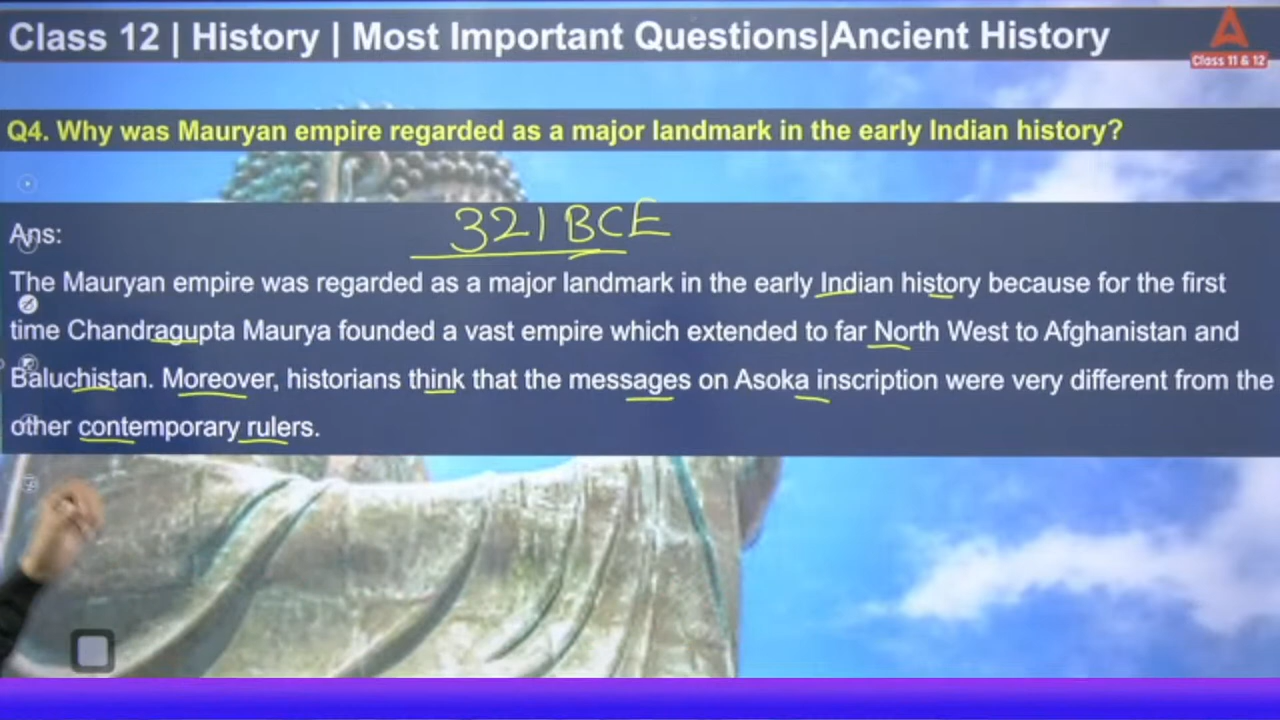 Class 12 | History | Most Important Questions|Ancient History
Class 11 & 12
Q4. Why was Mauryan empire regarded as a major landmark in the early Indian history?
321 BCE
Ans:
The Mauryan empire was regarded as a major landmark in the early Indian history because for the first
time Chandragupta Maurya founded a vast empire which extended to far North West to Afghanistan and
Baluchistan. Moreover, historians think that the messages on Asoka inscription were very different from the
other contemporary rulers.